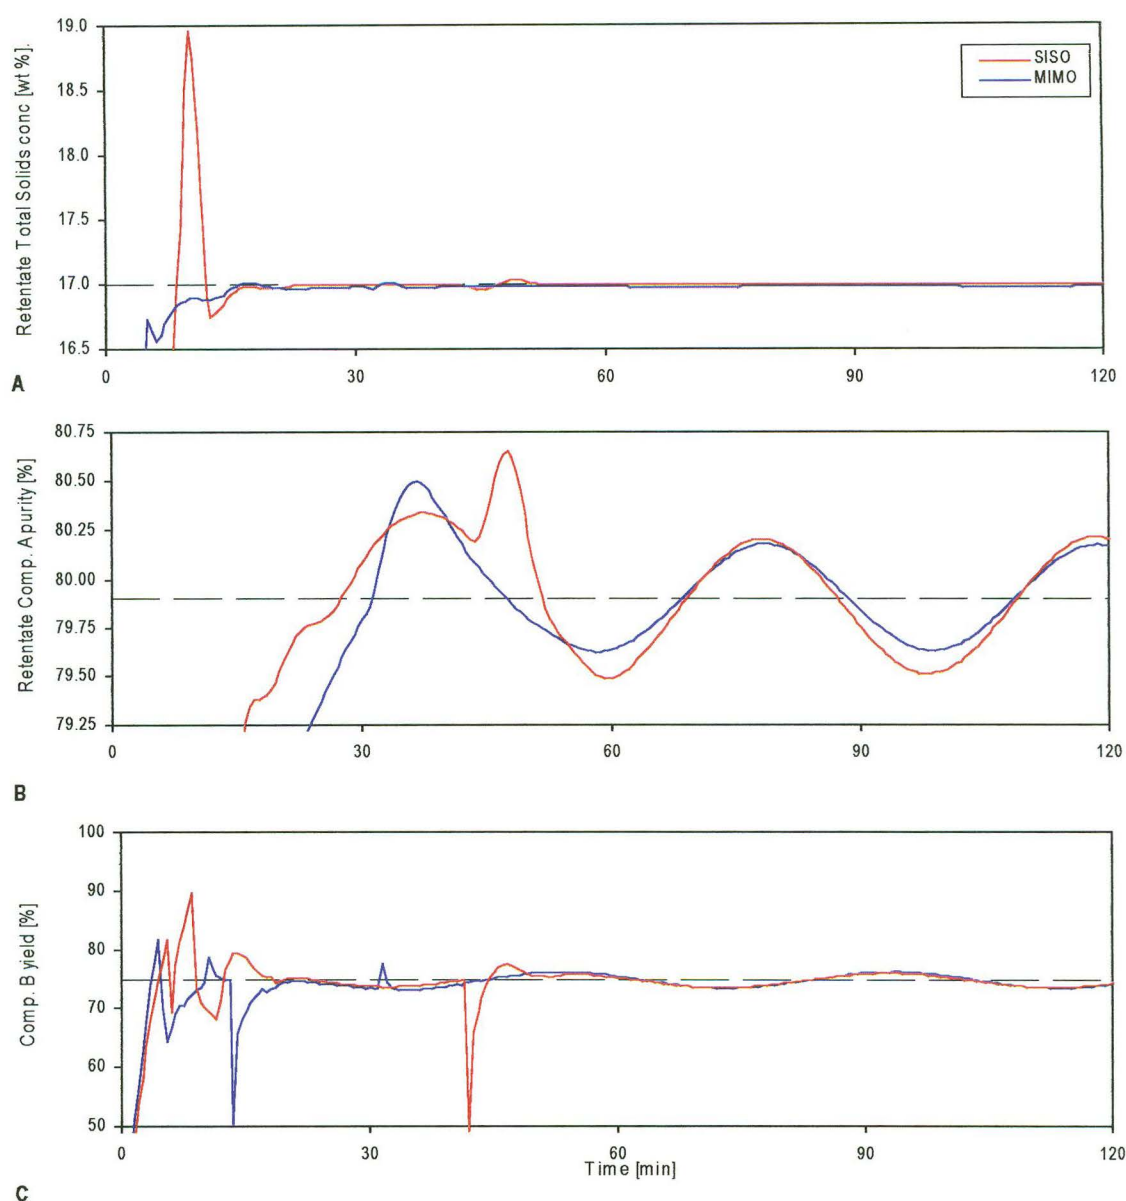 Retentate Total Solids conc [wt %].
19.0
18.5
18.0
17.5
17.0
16.5
SISO
MIMO
0 30 60 90 120
A
Retentate Comp. A purity [%]
80.75
80.50
80.25
80.00
79.75
79.50
79.25
0 30 60 90 120
B
Comp. B yield [%]
100
90
80
70
60
50
0 30 60 90 120
Time [min]
C